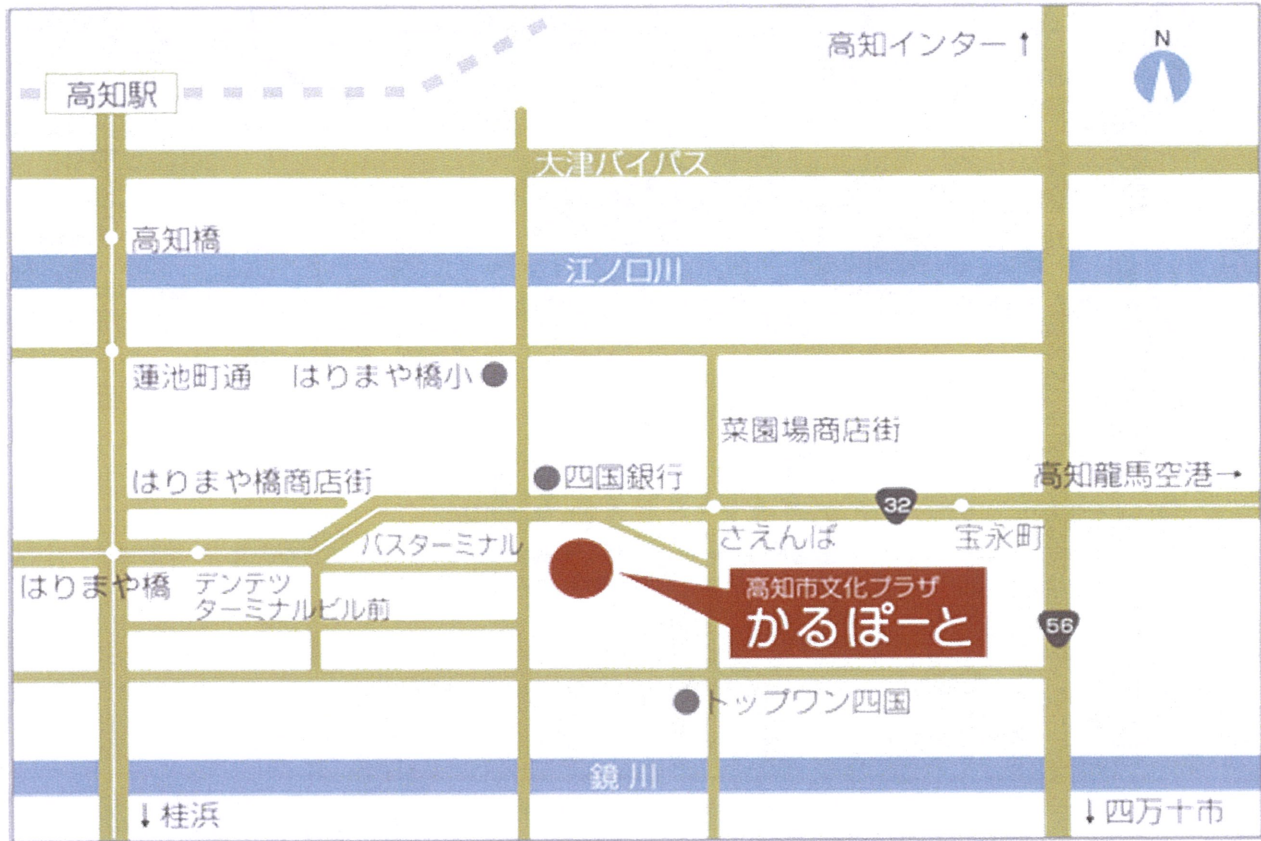 高知インター↑
N
高知駅
大津バイパス
高知橋
江ノ口川
蓮池町通
はりまや橋小
菜園場商店街
はりまや橋商店街
四国銀行
高知龍馬空港→
32
バスターミナル
さえんば
宝永町
はりまや橋
デンテツ
ターミナルビル前
高知市文化プラザ
かるぽーと
56
トップワン四国
鏡川
↓桂浜
↓四万十市